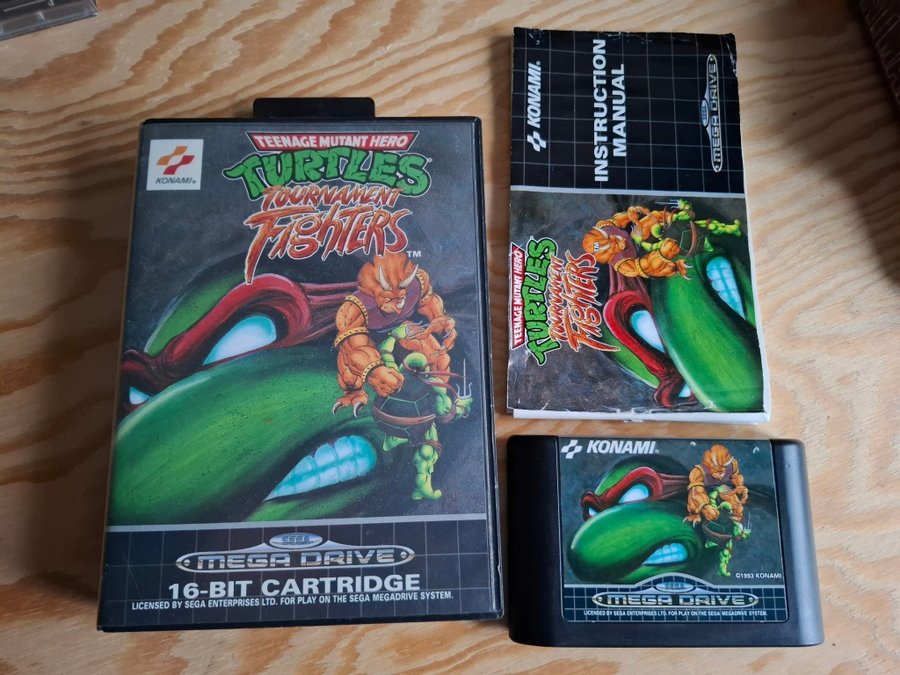 KONAMI®
TEENAGE MUTANT HERO
TURTLES™
TOURNAMENT
FIGHTERS™
SEGA
MEGA DRIVE
16-BIT CARTRIDGE
LICENSED BY SEGA ENTERPRISES LTD. FOR PLAY ON THE SEGA MEGADRIVE SYSTEM.
KONAMI®
INSTRUCTION
MANUAL
SEGA
MEGA DRIVE
TEENAGE MUTANT HERO
TURTLES
TOURNAMENT
FIGHTERS
KONAMI®
©1993 KONAMI
SEGA
MEGA DRIVE
LICENSED BY SEGA ENTERPRISES LTD. FOR PLAY ON THE SEGA MEGADRIVE SYSTEM.